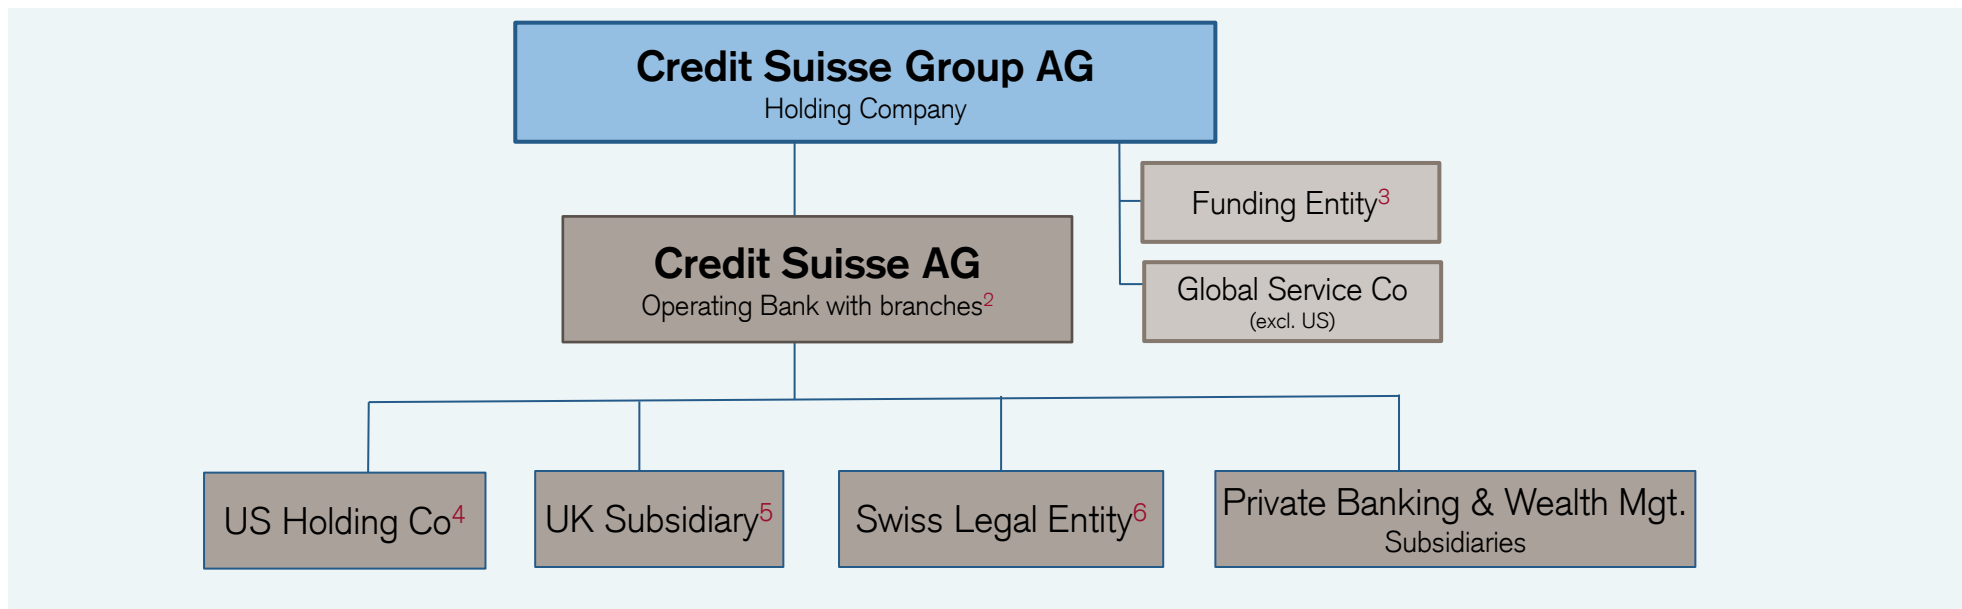 Credit Suisse Group AG
Holding Company
Funding Entity3
Credit Suisse AG
Operating Bank with branches2
Global Service Co
(excl. US)
US Holding Co4
UK Subsidiary5
Swiss Legal Entity6
Private Banking & Wealth Mgt.
Subsidiaries